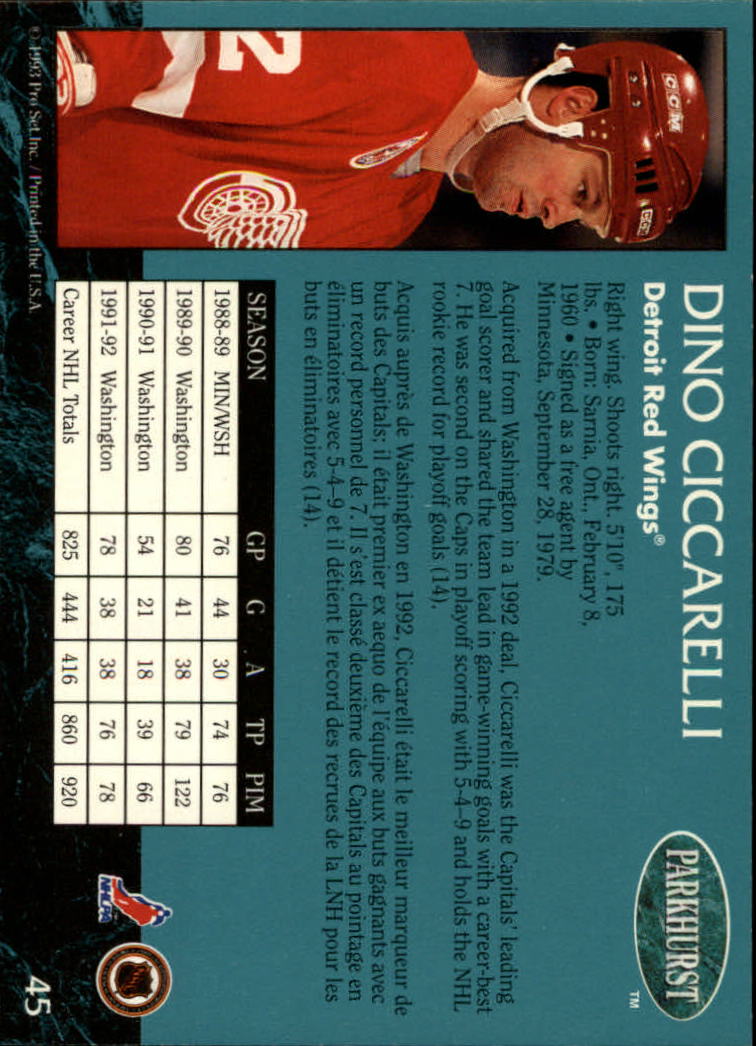 DINO CICCARELLI
Detroit Red Wings®
PARKHURST
TM
Right wing. Shoots right. 5'10", 175
lbs. • Born: Sarnia, Ont., February 8,
1960 • Signed as a free agent by
Minnesota, September 28, 1979.
Acquired from Washington in a 1992 deal, Ciccarelli was the Capitals' leading
goal scorer and shared the team lead in game-winning goals with a career-best
7. He was second on the Caps in playoff scoring with 5-4–9 and holds the NHL
rookie record for playoff goals (14).
Acquis auprès de Washington en 1992, Ciccarelli était le meilleur marqueur de
buts des Capitals; il était premier ex aequo de l'équipe aux buts gagnants avec
un record personnel de 7. Il s'est classé deuxième des Capitals au pointage en
éliminatoires avec 5-4–9 et il détient le record des recrues de la LNH pour les
buts en éliminatoires (14).
SEASON GP G A TP PIM
1988-89 MIN/WSH 76 44 30 74 76
1989-90 Washington 80 41 38 79 122
1990-91 Washington 54 21 18 39 66
1991-92 Washington 78 38 38 76 78
Career NHL Totals 825 444 416 860 920
CCM
CCM
2
NHLPA
NHL
© 1993 Pro Set Inc. / Printed in the U.S.A.
45